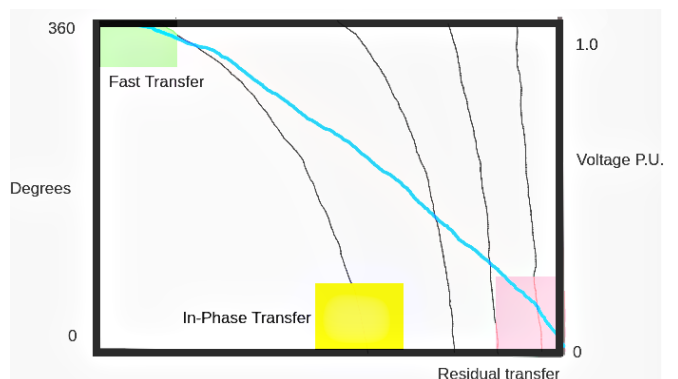 360
1.0
Fast Transfer
Voltage P.U.
Degrees
In-Phase Transfer
0
0
Residual transfer